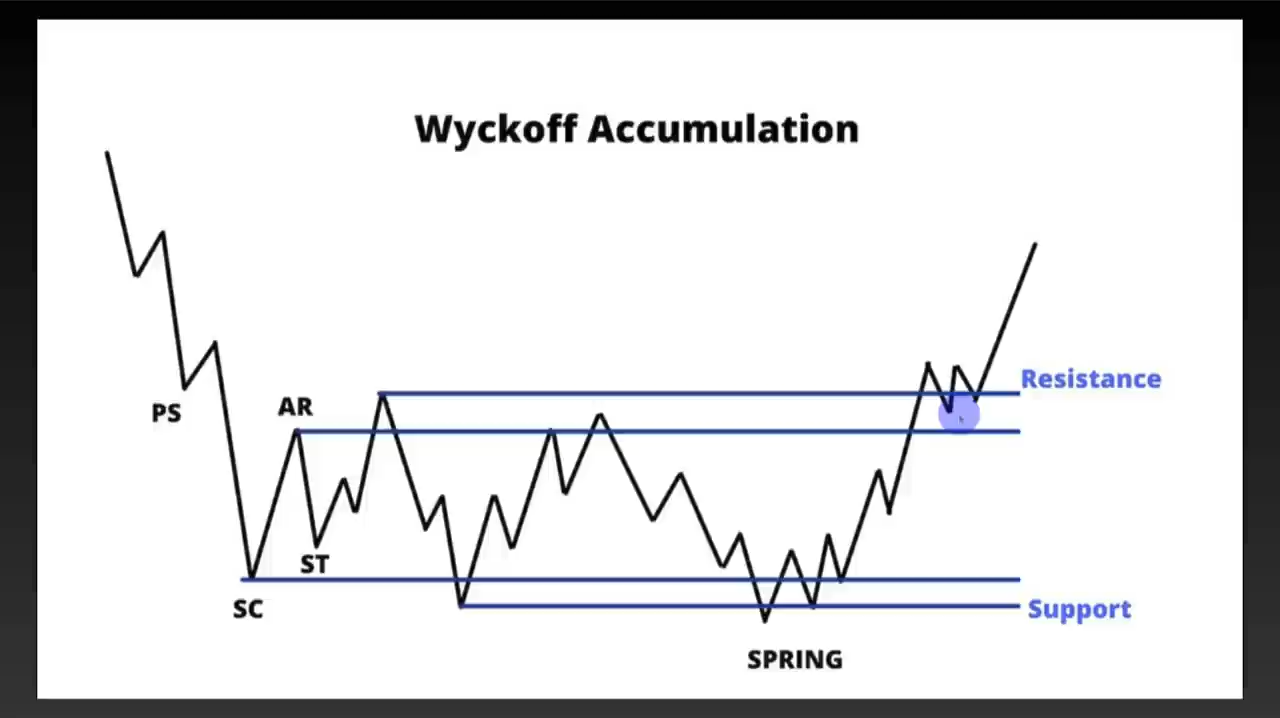 Wyckoff Accumulation
Resistance
PS
AR
ST
SC
Support
SPRING